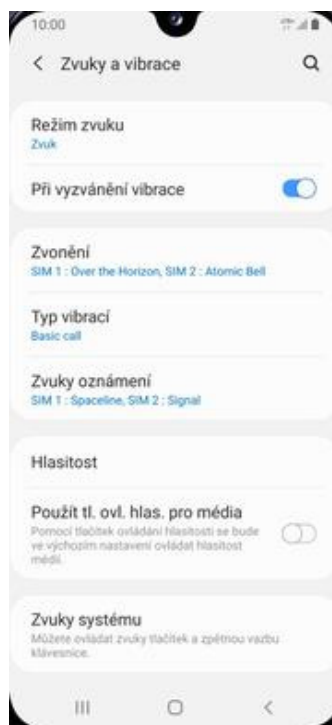 10:00
Zvuky a vibrace
Režim zvuku
Zvuk
Při vyzvánění vibrace
Zvonění
SIM 1 : Over the Horizon, SIM 2 : Atomic Bell
Typ vibrací
Basic call
Zvuky oznámení
SIM 1 : Spaceline, SIM 2 : Signal
Hlasitost
Použít tl. ovl. hlas. pro média
Pomocí tlačítek ovládání hlasitosti se bude
ve výchozím nastavení ovládat hlasitost
médií.
Zvuky systému
Můžete ovládat zvuky tlačítek a zpětnou vazbu
klávesnice.